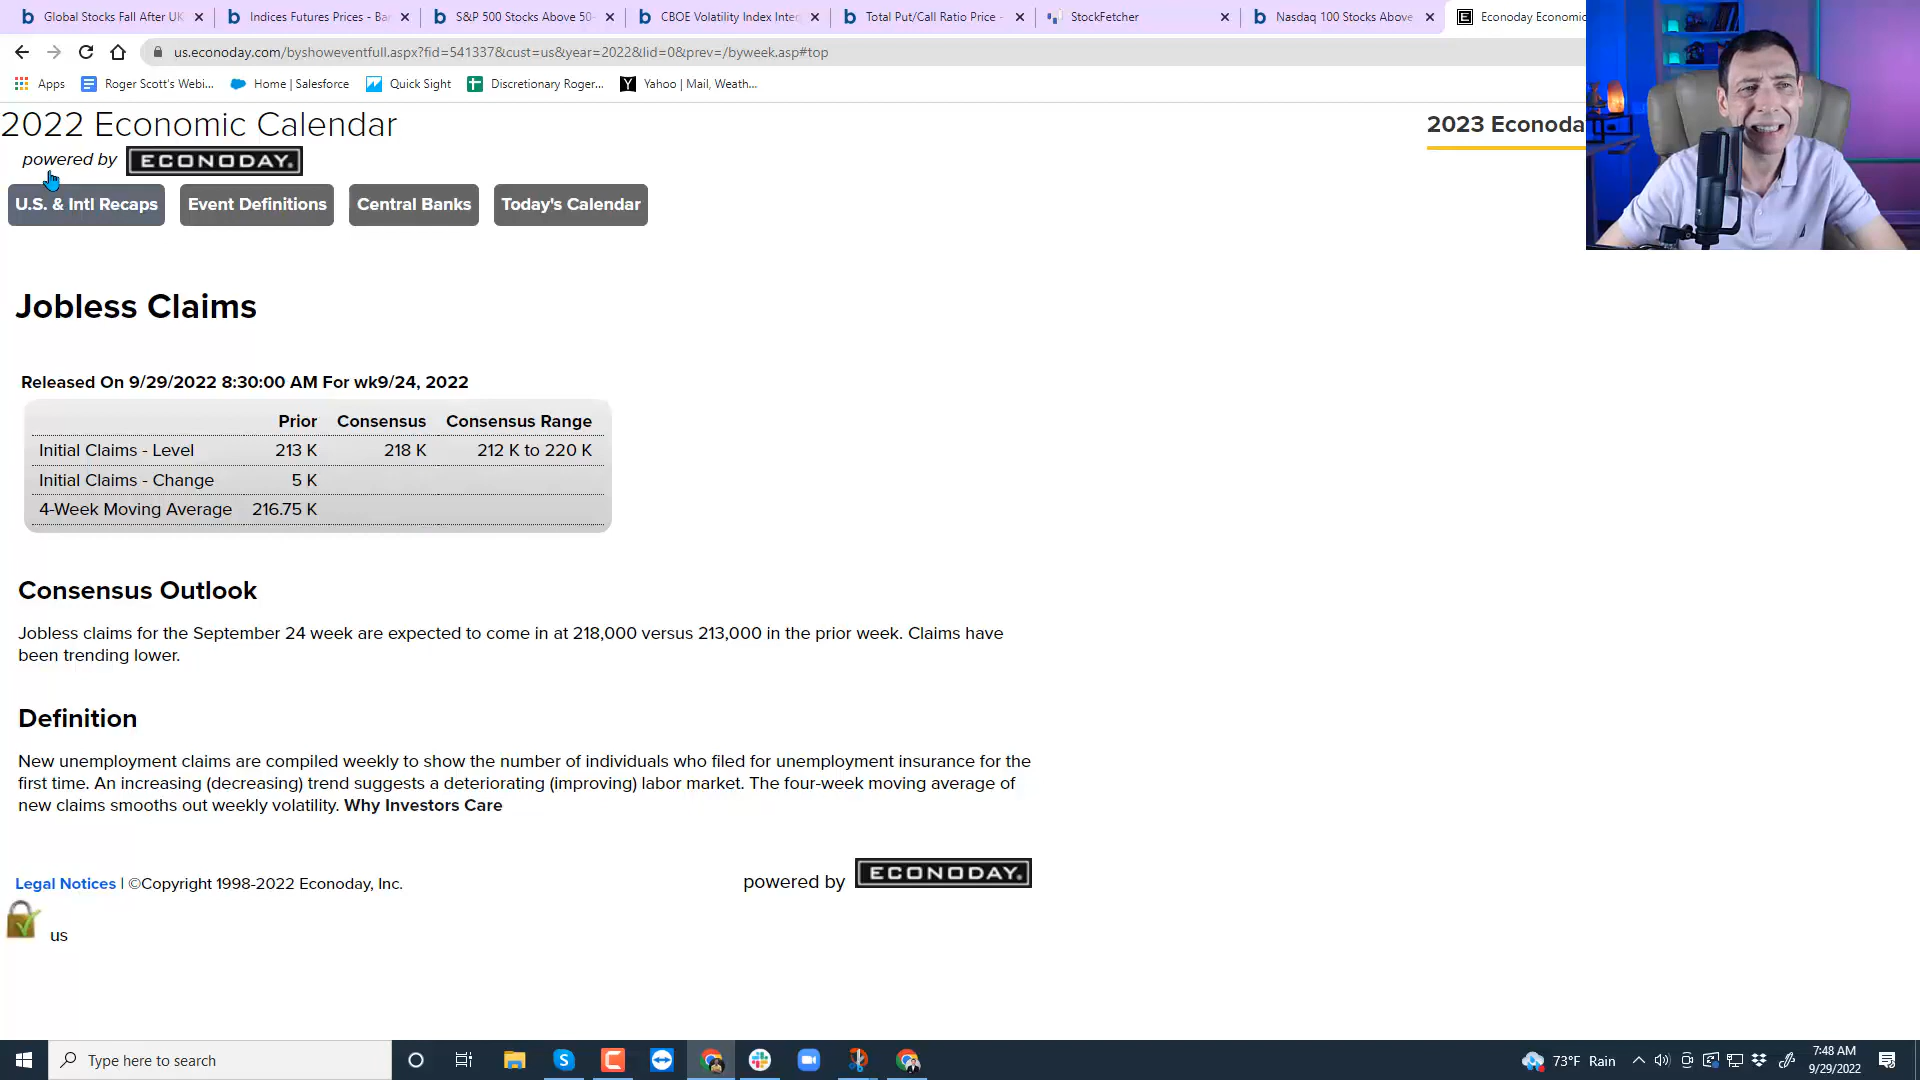 Global Stocks Fall After UK
Indices Futures Prices - Bar
S&P 500 Stocks Above 50-
CBOE Volatility Index Inter
Total Put/Call Ratio Price -
StockFetcher
Nasdaq 100 Stocks Above
Econoday Economic
us.econoday.com/byshoweventfull.aspx?fid=541337&cust=us&year=2022&lid=0&prev=/byweek.asp#top
Apps
Roger Scott's Webi...
Home | Salesforce
Quick Sight
Discretionary Roger...
Yahoo | Mail, Weath...
2022 Economic Calendar
2023 Econoda
powered by ECONODAY.
U.S. & Intl Recaps
Event Definitions
Central Banks
Today's Calendar
Jobless Claims
Released On 9/29/2022 8:30:00 AM For wk9/24, 2022
Prior Consensus Consensus Range
Initial Claims - Level 213 K 218 K 212 K to 220 K
Initial Claims - Change 5 K
4-Week Moving Average 216.75 K
Consensus Outlook
Jobless claims for the September 24 week are expected to come in at 218,000 versus 213,000 in the prior week. Claims have
been trending lower.
Definition
New unemployment claims are compiled weekly to show the number of individuals who filed for unemployment insurance for the
first time. An increasing (decreasing) trend suggests a deteriorating (improving) labor market. The four-week moving average of
new claims smooths out weekly volatility. Why Investors Care
Legal Notices | ©Copyright 1998-2022 Econoday, Inc.
powered by ECONODAY.
us
Type here to search
73°F Rain
7:48 AM
9/29/2022